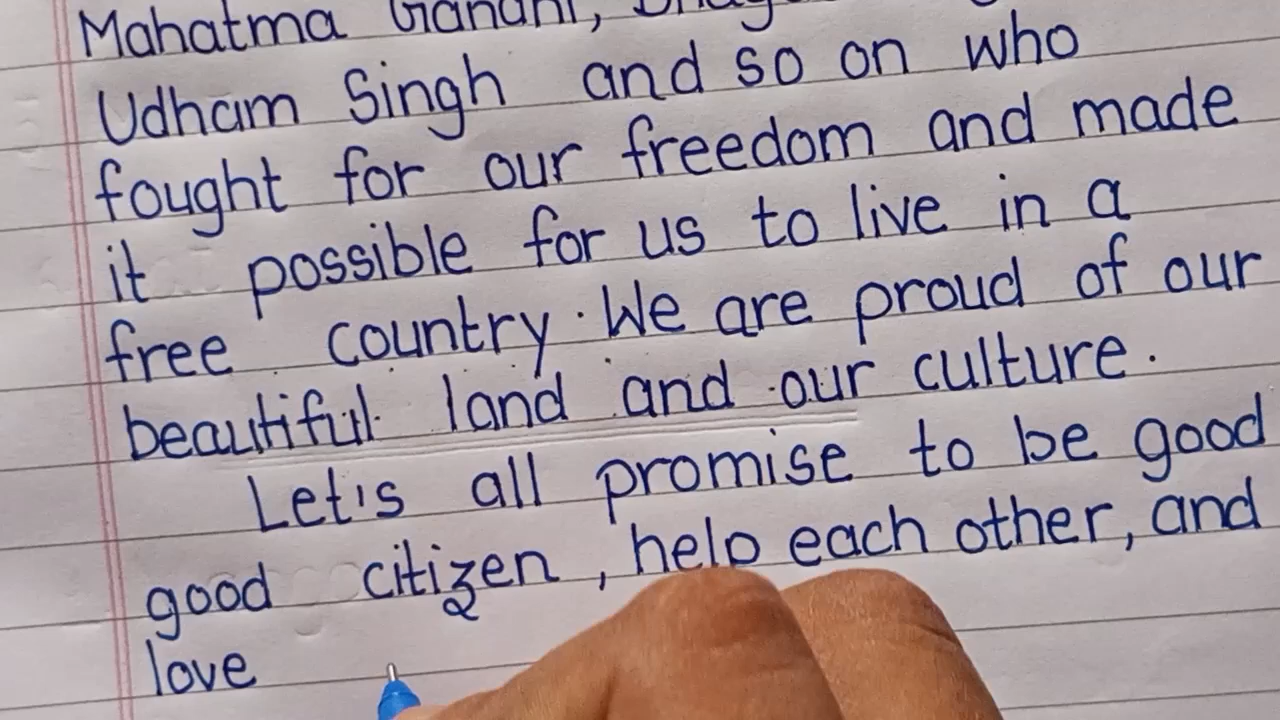 Mahatma Gandhi,
Udham Singh and so on who
fought for our freedom and made
it possible for us to live in a
free country. We are proud of our
beautiful land and our culture.
Let's all promise to be good
good citizen, help each other, and
love